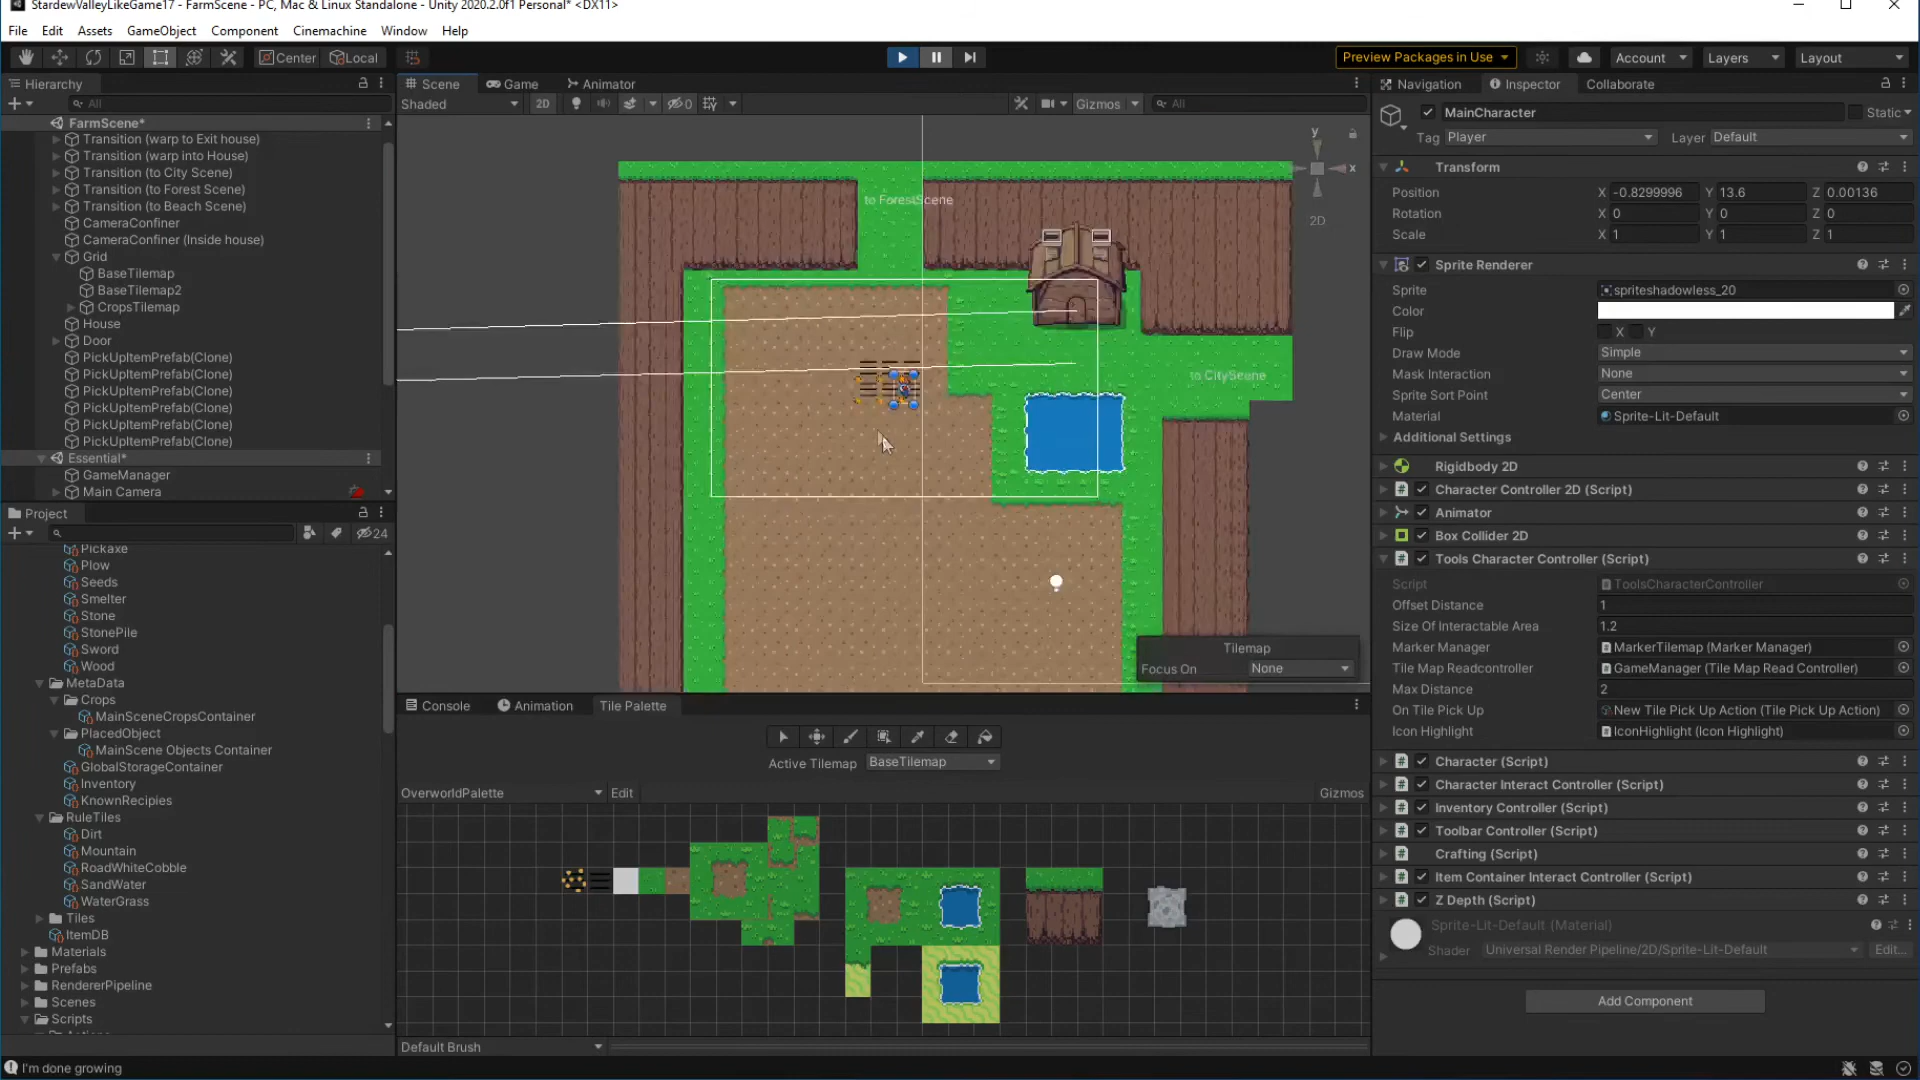 StardewValleyLikeGame17 - FarmScene - PC, Mac & Linux Standalone - Unity 2020.2.0f1 Personal* <DX11>
File Edit Assets GameObject Component Cinemachine Window Help
Center Local Preview Packages in Use Account Layers Layout
Hierarchy
All
FarmScene*
Transition (warp to Exit house)
Transition (warp into House)
Transition (to City Scene)
Transition (to Forest Scene)
Transition (to Beach Scene)
CameraConfiner
CameraConfiner (Inside house)
Grid
BaseTilemap
BaseTilemap2
CropsTilemap
House
Door
PickUpItemPrefab(Clone)
PickUpItemPrefab(Clone)
PickUpItemPrefab(Clone)
PickUpItemPrefab(Clone)
PickUpItemPrefab(Clone)
PickUpItemPrefab(Clone)
Essential*
GameManager
Main Camera
Project
24
Pickaxe
Plow
Seeds
Smelter
Stone
StonePile
Sword
Wood
MetaData
Crops
MainSceneCropsContainer
PlacedObject
MainScene Objects Container
GlobalStorageContainer
Inventory
KnownRecipies
RuleTiles
Dirt
Mountain
RoadWhiteCobble
SandWater
WaterGrass
Tiles
ItemDB
Materials
Prefabs
RendererPipeline
Scenes
Scripts
I'm done growing
Scene Game Animator
Shaded 2D 0 Gizmos All
to ForestScene
to CityScene
y
x
2D
Tilemap
Focus On None
Console Animation Tile Palette
Active Tilemap BaseTilemap
OverworldPalette Edit Gizmos
Default Brush
Navigation Inspector Collaborate
MainCharacter Static
Tag Player Layer Default
Transform
Position X -0.8299996 Y 13.6 Z 0.00136
Rotation X 0 Y 0 Z 0
Scale X 1 Y 1 Z 1
Sprite Renderer
Sprite spriteshadowless_20
Color
Flip X Y
Draw Mode Simple
Mask Interaction None
Sprite Sort Point Center
Material Sprite-Lit-Default
Additional Settings
Rigidbody 2D
Character Controller 2D (Script)
Animator
Box Collider 2D
Tools Character Controller (Script)
Script ToolsCharacterController
Offset Distance 1
Size Of Interactable Area 1.2
Marker Manager MarkerTilemap (Marker Manager)
Tile Map Readcontroller GameManager (Tile Map Read Controller)
Max Distance 2
On Tile Pick Up New Tile Pick Up Action (Tile Pick Up Action)
Icon Highlight IconHighlight (Icon Highlight)
Character (Script)
Character Interact Controller (Script)
Inventory Controller (Script)
Toolbar Controller (Script)
Crafting (Script)
Item Container Interact Controller (Script)
Z Depth (Script)
Sprite-Lit-Default (Material)
Shader Universal Render Pipeline/2D/Sprite-Lit-Default Edit...
Add Component